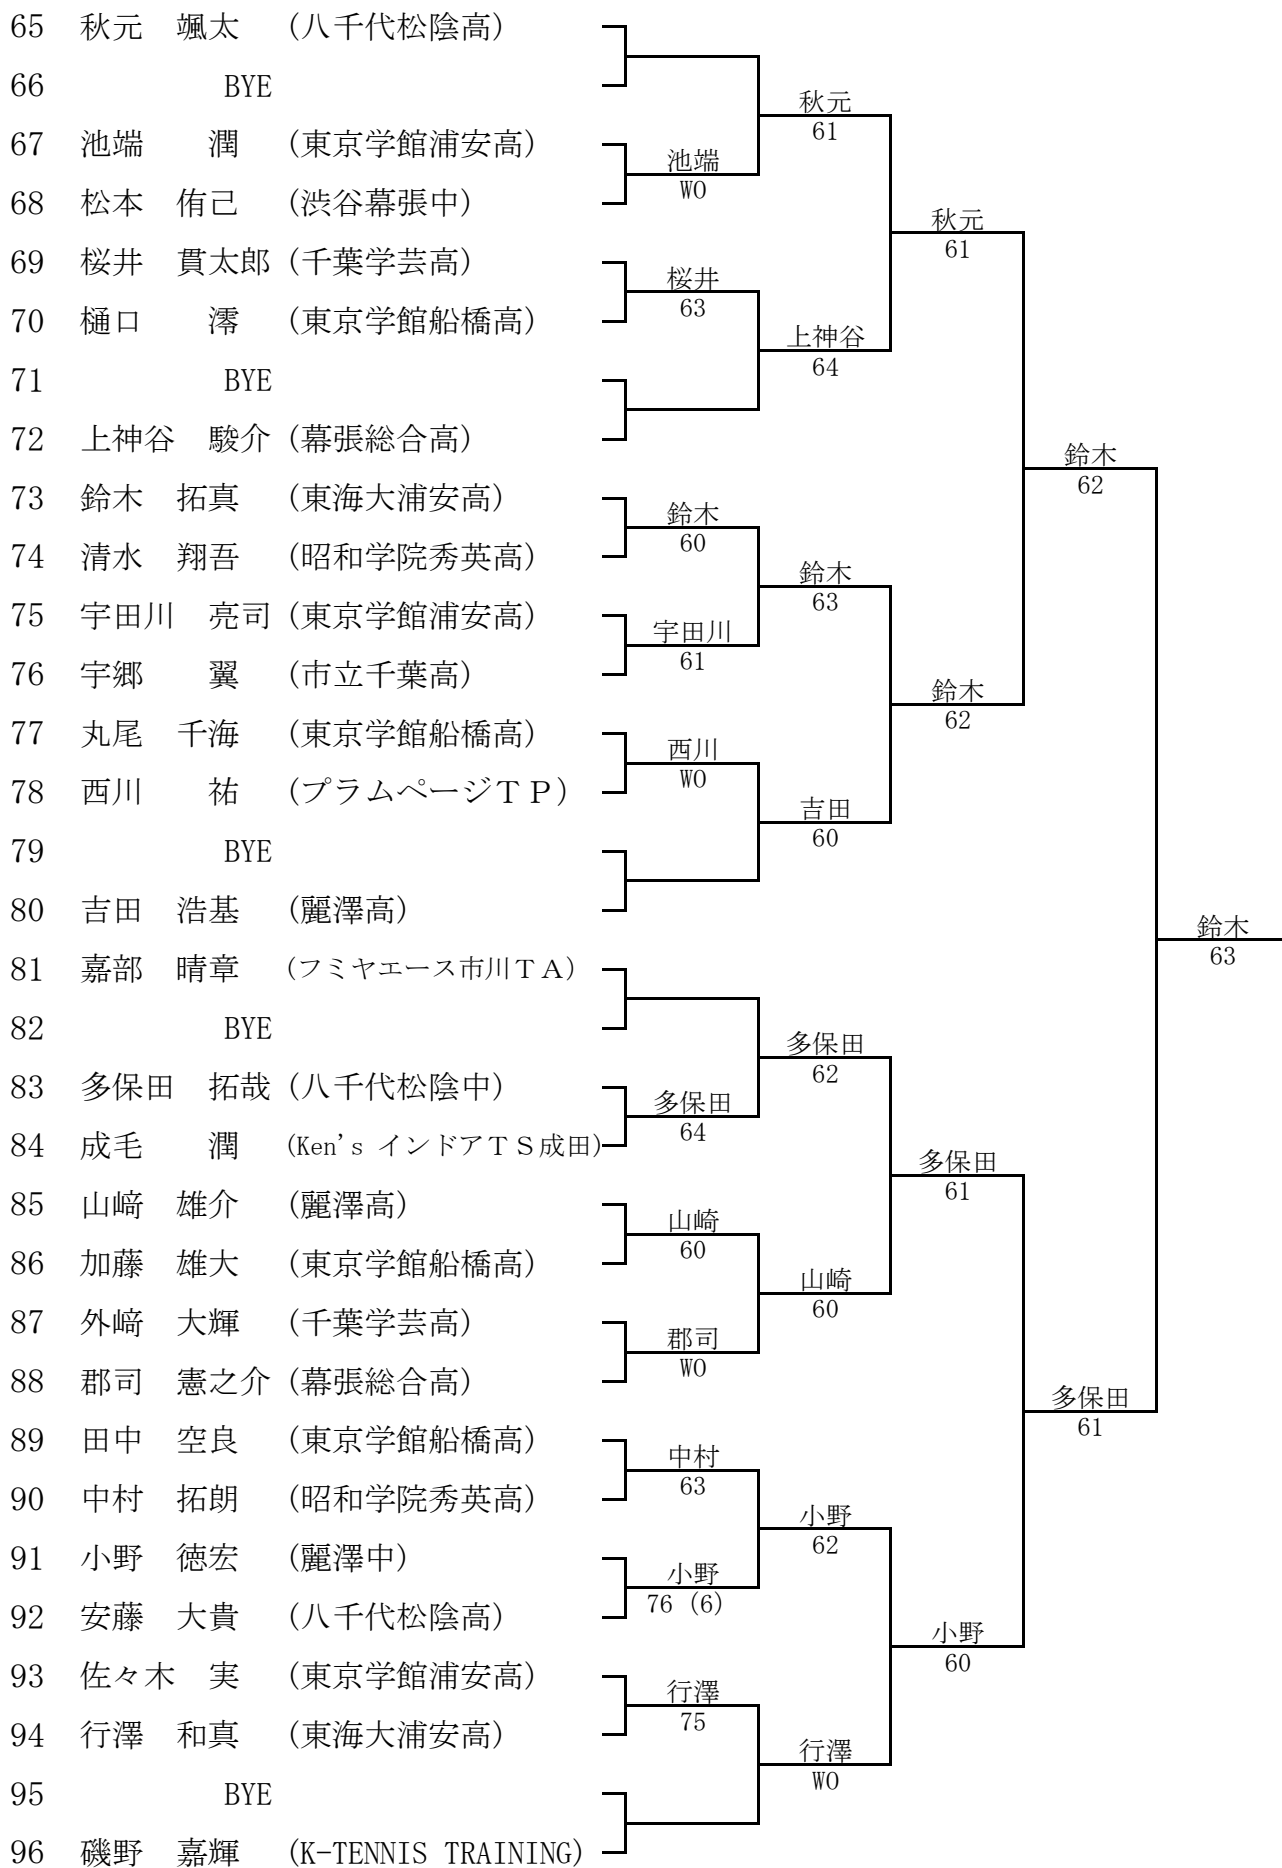 65 秋元 颯太 (八千代松陰高)
66 BYE
秋元
61
67 池端 潤 (東京学館浦安高)
池端
WO
68 松本 侑己 (渋谷幕張中)
秋元
61
69 桜井 貫太郎 (千葉学芸高)
桜井
63
70 樋口 澪 (東京学館船橋高)
上神谷
64
71 BYE
72 上神谷 駿介 (幕張総合高)
鈴木
62
73 鈴木 拓真 (東海大浦安高)
鈴木
60
74 清水 翔吾 (昭和学院秀英高)
鈴木
63
75 宇田川 亮司 (東京学館浦安高)
宇田川
61
76 宇郷 翼 (市立千葉高)
鈴木
62
77 丸尾 千海 (東京学館船橋高)
西川
WO
78 西川 祐 (プラムページTP)
吉田
60
79 BYE
80 吉田 浩基 (麗澤高)
鈴木
63
81 嘉部 晴章 (フミヤエース市川TA)
82 BYE
多保田
62
83 多保田 拓哉 (八千代松陰中)
多保田
64
84 成毛 潤 (Ken's インドアTS成田)
多保田
61
85 山﨑 雄介 (麗澤高)
山崎
60
86 加藤 雄大 (東京学館船橋高)
山崎
60
87 外﨑 大輝 (千葉学芸高)
郡司
WO
88 郡司 憲之介 (幕張総合高)
多保田
61
89 田中 空良 (東京学館船橋高)
中村
63
90 中村 拓朗 (昭和学院秀英高)
小野
62
91 小野 徳宏 (麗澤中)
小野
76 (6)
92 安藤 大貴 (八千代松陰高)
小野
60
93 佐々木 実 (東京学館浦安高)
行澤
75
94 行澤 和真 (東海大浦安高)
行澤
WO
95 BYE
96 磯野 嘉輝 (K-TENNIS TRAINING)